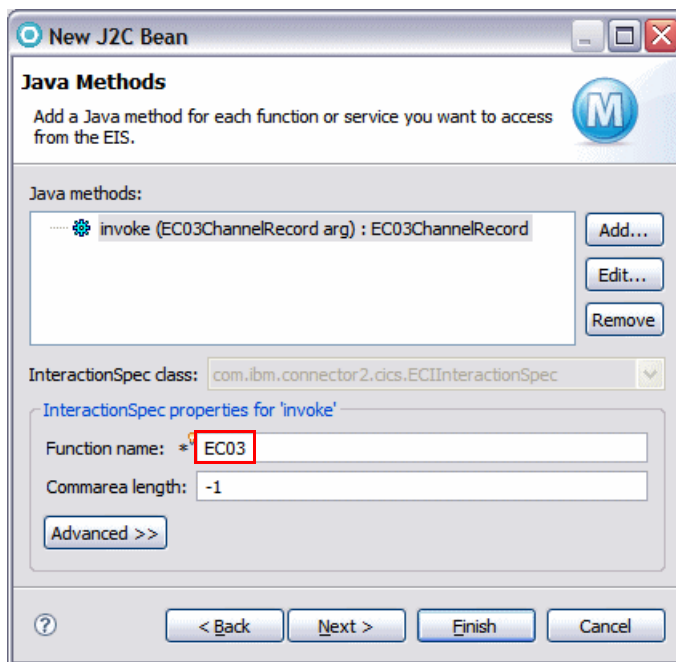 New J2C Bean
Java Methods
Add a Java method for each function or service you want to access
from the EIS.
M
Java methods:
invoke (EC03ChannelRecord arg) : EC03ChannelRecord
Add...
Edit...
Remove
InteractionSpec class: com.ibm.connector2.cics.ECIInteractionSpec
InteractionSpec properties for 'invoke'
Function name: * EC03
Commarea length: -1
Advanced >>
? < Back Next > Finish Cancel